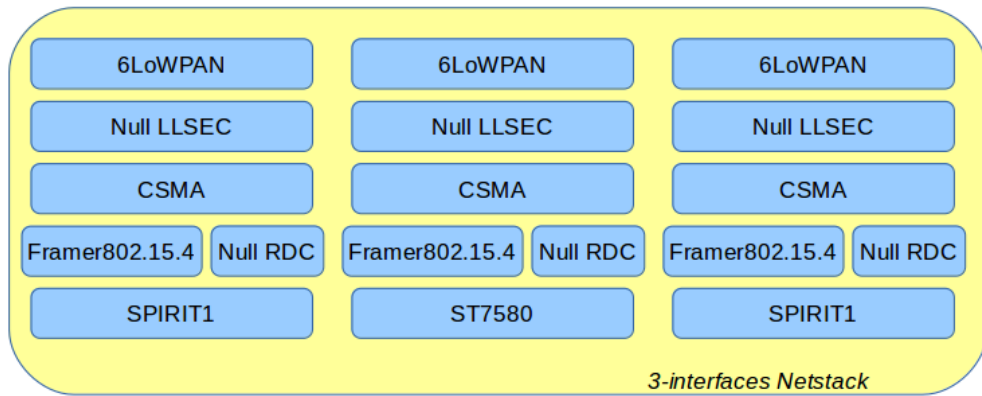 6LoWPAN 6LoWPAN 6LoWPAN
Null LLSEC Null LLSEC Null LLSEC
CSMA CSMA CSMA
Framer802.15.4 Null RDC Framer802.15.4 Null RDC Framer802.15.4 Null RDC
SPIRIT1 ST7580 SPIRIT1
3-interfaces Netstack